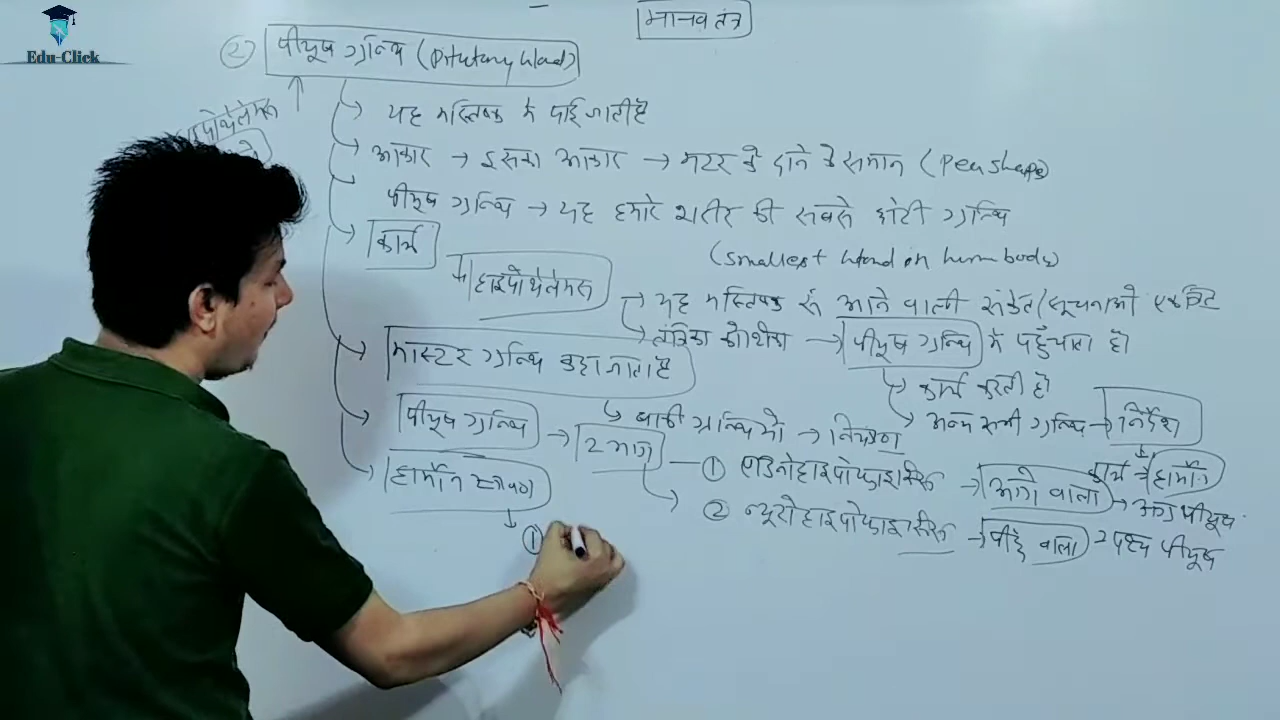 Edu-Click
मानव तंत्र
② पीयूष ग्रन्थि (Pitutary Gland)
→ यह मस्तिष्क में पाई जाती है
→ आकार → इसका आकार → मटर के दाने के समान (Pea shape)
पीयूष ग्रन्थि → यह हमारे शरीर की सबसे छोटी ग्रन्थि
→ कार्य
(Smallest Gland in human body)
हाइपोथेलेमस
→ यह मस्तिष्क से आने वाली संकेत/सूचनाओं एकत्रित
→ तंत्रिका कोशिका → पीयूष ग्रन्थि में पहुँचाता है।
→ मास्टर ग्रन्थि कहा जाता है
→ कार्य करती है
→ बाकी ग्रन्थियों → नियंत्रण
→ अन्य सभी ग्रन्थि → निर्देश
कार्य → हार्मोन
→ पीयूष ग्रन्थि → 2 भाग
① एडिनोहाइपोफाइसिस → आगे वाला → अग्र पीयूष
② न्यूरोहाइपोफाइसिस → पीछे वाला → पश्च पीयूष
→ हार्मोन
①